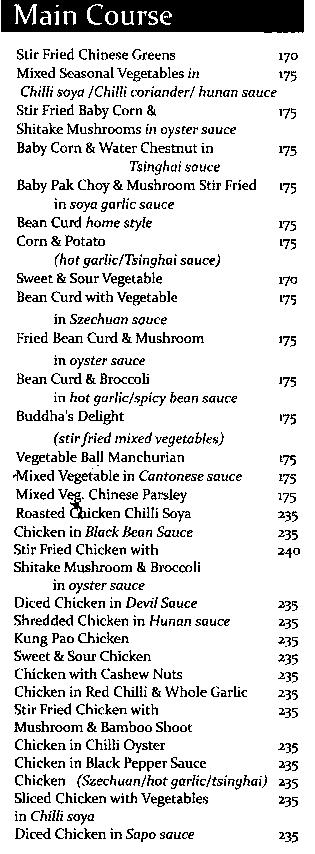 Main Course
Stir Fried Chinese Greens 170
Mixed Seasonal Vegetables in 175
Chilli soya /Chilli coriander/ hunan sauce
Stir Fried Baby Corn & 175
Shitake Mushrooms in oyster sauce
Baby Corn & Water Chestnut in 175
Tsinghai sauce
Baby Pak Choy & Mushroom Stir Fried 175
in soya garlic sauce
Bean Curd home style 175
Corn & Potato 175
(hot garlic/Tsinghai sauce)
Sweet & Sour Vegetable 170
Bean Curd with Vegetable 175
in Szechuan sauce
Fried Bean Curd & Mushroom 175
in oyster sauce
Bean Curd & Broccoli 175
in hot garlic/spicy bean sauce
Buddha's Delight 175
(stir fried mixed vegetables)
Vegetable Ball Manchurian 175
Mixed Vegetable in Cantonese sauce 175
Mixed Veg. Chinese Parsley 175
Roasted Chicken Chilli Soya 235
Chicken in Black Bean Sauce 235
Stir Fried Chicken with 240
Shitake Mushroom & Broccoli
in oyster sauce
Diced Chicken in Devil Sauce 235
Shredded Chicken in Hunan sauce 235
Kung Pao Chicken 235
Sweet & Sour Chicken 235
Chicken with Cashew Nuts 235
Chicken in Red Chilli & Whole Garlic 235
Stir Fried Chicken with 235
Mushroom & Bamboo Shoot
Chicken in Chilli Oyster 235
Chicken in Black Pepper Sauce 235
Chicken (Szechuan/hot garlic/tsinghai) 235
Sliced Chicken with Vegetables 235
in Chilli soya
Diced Chicken in Sapo sauce 235